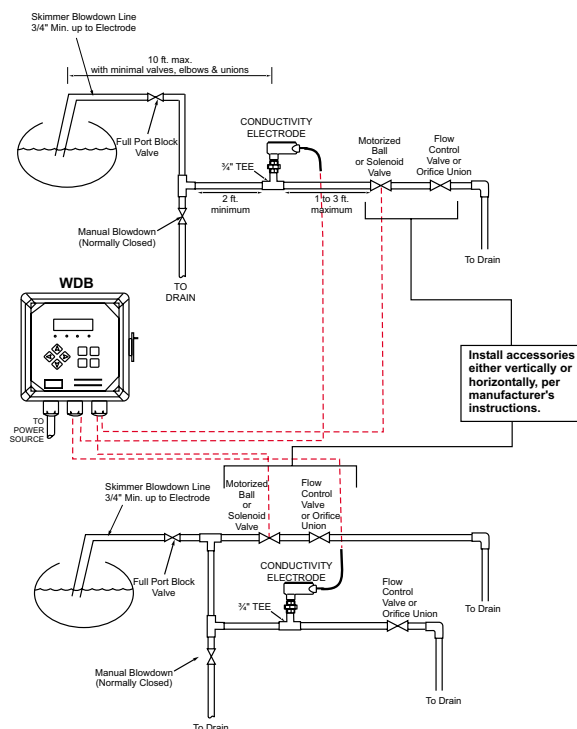 Skimmer Blowdown Line
3/4" Min. up to Electrode
10 ft. max.
with minimal valves, elbows & unions
Full Port Block
Valve
CONDUCTIVITY
ELECTRODE
¾" TEE
Motorized
Ball
or Solenoid
Valve
Flow
Control
Valve or
Orifice Union
2 ft.
minimum
1 to 3 ft.
maximum
Manual Blowdown
(Normally Closed)
TO
DRAIN
To Drain
WDB
TO
POWER
SOURCE
Install accessories
either vertically or
horizontally, per
manufacturer's
instructions.
Skimmer Blowdown Line
3/4" Min. up to Electrode
Motorized
Ball
or
Solenoid
Valve
Flow
Control
Valve
or Orifice
Union
Full Port Block
Valve
CONDUCTIVITY
ELECTRODE
¾" TEE
Flow
Control
Valve or
Orifice Union
To Drain
Manual Blowdown
(Normally Closed)
To Drain
To Drain